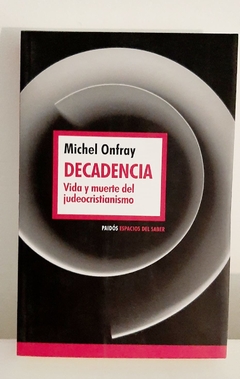 Michel Onfray
DECADENCIA
Vida y muerte del
judeocristianismo
PAIDÓS ESPACIOS DEL SABER